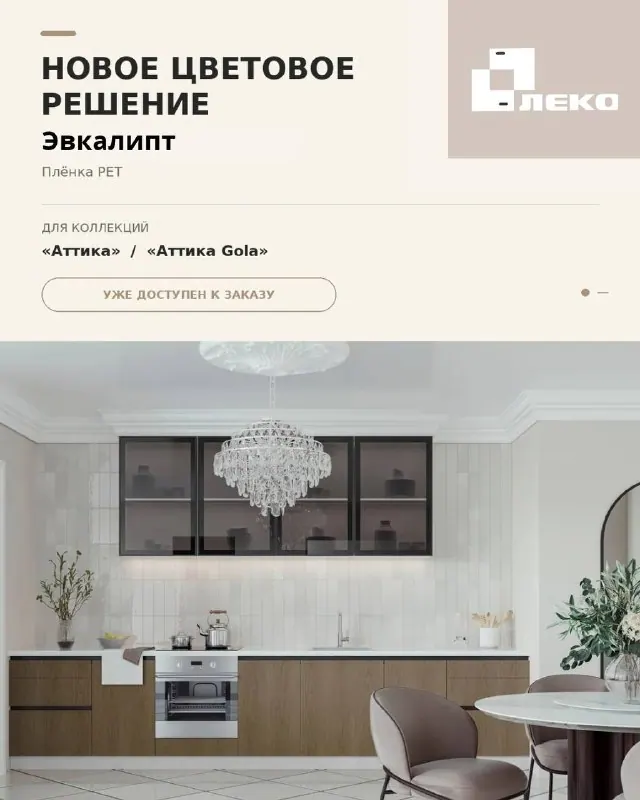 НОВОЕ ЦВЕТОВОЕ
РЕШЕНИЕ
Эвкалипт
Плёнка PET
ДЛЯ КОЛЛЕКЦИЙ
«Аттика» / «Аттика Gola»
УЖЕ ДОСТУПЕН К ЗАКАЗУ
леко